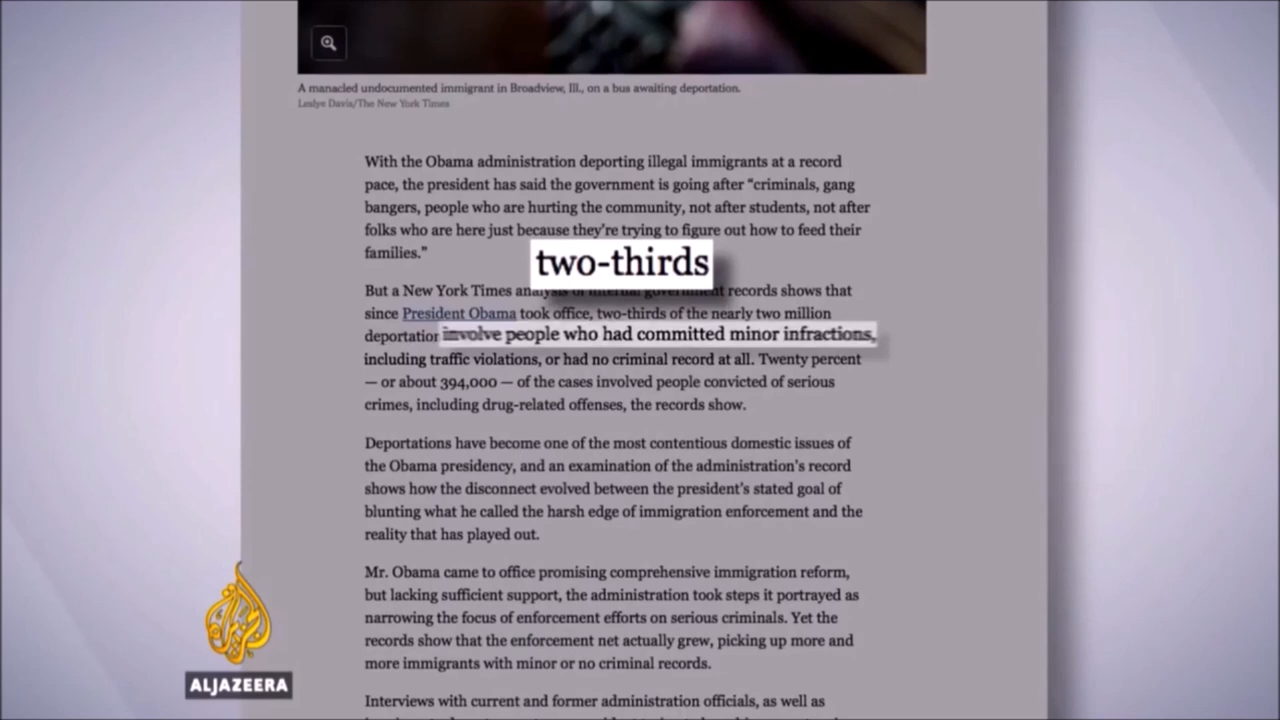 A manacled undocumented immigrant in Broadview, Ill., on a bus awaiting deportation.
Leslye Davis/The New York Times
With the Obama administration deporting illegal immigrants at a record
pace, the president has said the government is going after “criminals, gang
bangers, people who are hurting the community, not after students, not after
folks who are here just because they’re trying to figure out how to feed their
families.”
two-thirds
But a New York Times analysis of internal government records shows that
since President Obama took office, two-thirds of the nearly two million
deportation involve people who had committed minor infractions,
including traffic violations, or had no criminal record at all. Twenty percent
— or about 394,000 — of the cases involved people convicted of serious
crimes, including drug-related offenses, the records show.
Deportations have become one of the most contentious domestic issues of
the Obama presidency, and an examination of the administration’s record
shows how the disconnect evolved between the president’s stated goal of
blunting what he called the harsh edge of immigration enforcement and the
reality that has played out.
Mr. Obama came to office promising comprehensive immigration reform,
but lacking sufficient support, the administration took steps it portrayed as
narrowing the focus of enforcement efforts on serious criminals. Yet the
records show that the enforcement net actually grew, picking up more and
more immigrants with minor or no criminal records.
Interviews with current and former administration officials, as well as
الجزيرة
ALJAZEERA